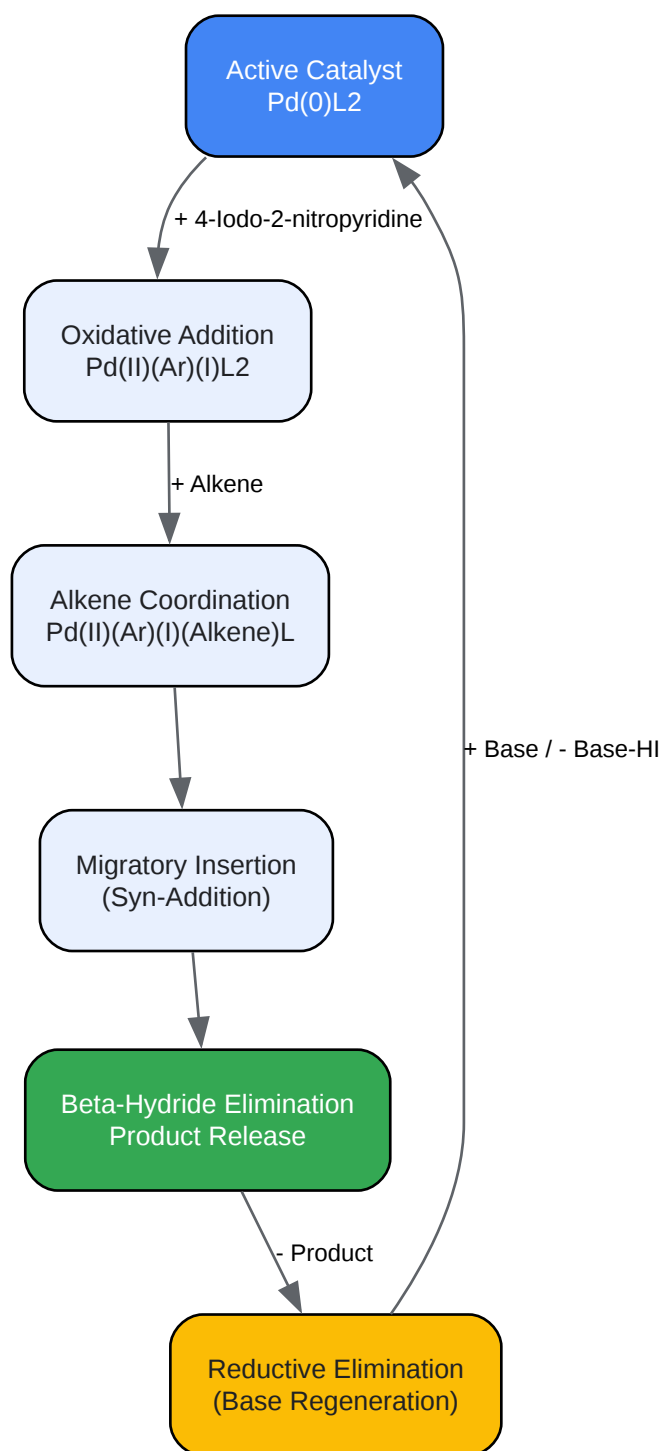 Active Catalyst
Pd(0)L2
+ 4-Iodo-2-nitropyridine
Oxidative Addition
Pd(II)(Ar)(I)L2
+ Alkene
Alkene Coordination
Pd(II)(Ar)(I)(Alkene)L
+ Base / - Base-HI
Migratory Insertion
(Syn-Addition)
Beta-Hydride Elimination
Product Release
- Product
Reductive Elimination
(Base Regeneration)